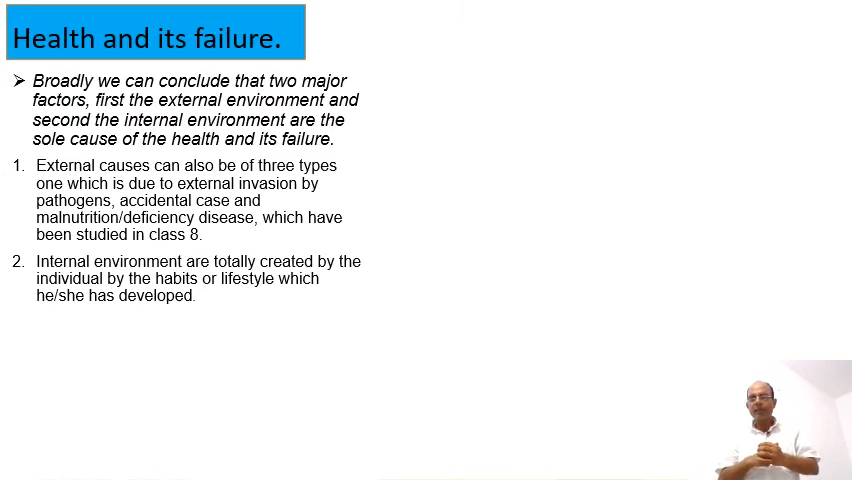 Health and its failure.
➢ Broadly we can conclude that two major
factors, first the external environment and
second the internal environment are the
sole cause of the health and its failure.
1. External causes can also be of three types
one which is due to external invasion by
pathogens, accidental case and
malnutrition/deficiency disease, which have
been studied in class 8.
2. Internal environment are totally created by the
individual by the habits or lifestyle which
he/she has developed.